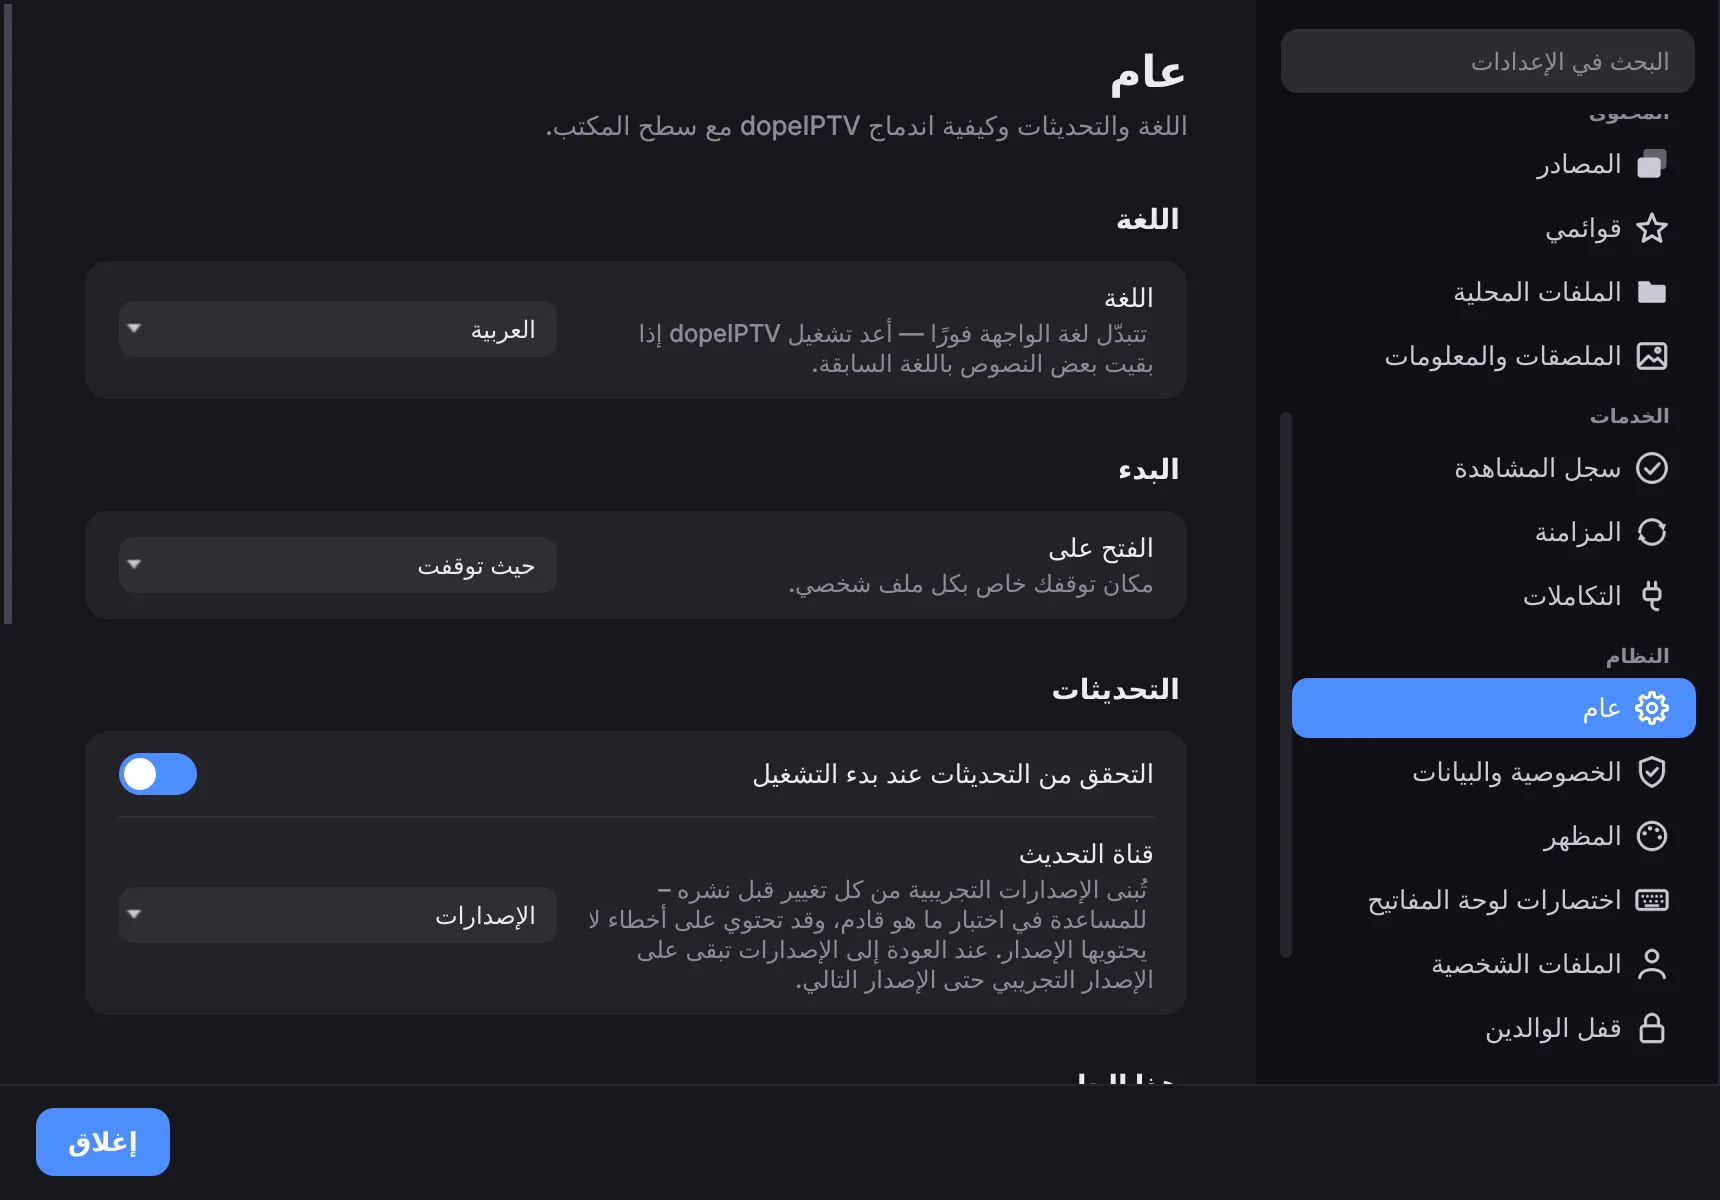 البحث في الإعدادات
المحتوى
المصادر
قوائمي
الملفات المحلية
الملصقات والمعلومات
الخدمات
سجل المشاهدة
المزامنة
التكاملات
النظام
عام
الخصوصية والبيانات
المظهر
اختصارات لوحة المفاتيح
الملفات الشخصية
قفل الوالدين
عام
اللغة والتحديثات وكيفية اندماج dopeIPTV مع سطح المكتب.
اللغة
اللغة
تتبدّل لغة الواجهة فورًا — أعد تشغيل dopeIPTV إذا
بقيت بعض النصوص باللغة السابقة.
العربية
البدء
الفتح على
مكان توقفك خاص بكل ملف شخصي.
حيث توقفت
التحديثات
التحقق من التحديثات عند بدء التشغيل
قناة التحديث
تُبنى الإصدارات التجريبية من كل تغيير قبل نشره –
للمساعدة في اختبار ما هو قادم، وقد تحتوي على أخطاء لا
يحتويها الإصدار. عند العودة إلى الإصدارات تبقى على
الإصدار التجريبي حتى الإصدار التالي.
الإصدارات
هذا
إغلاق